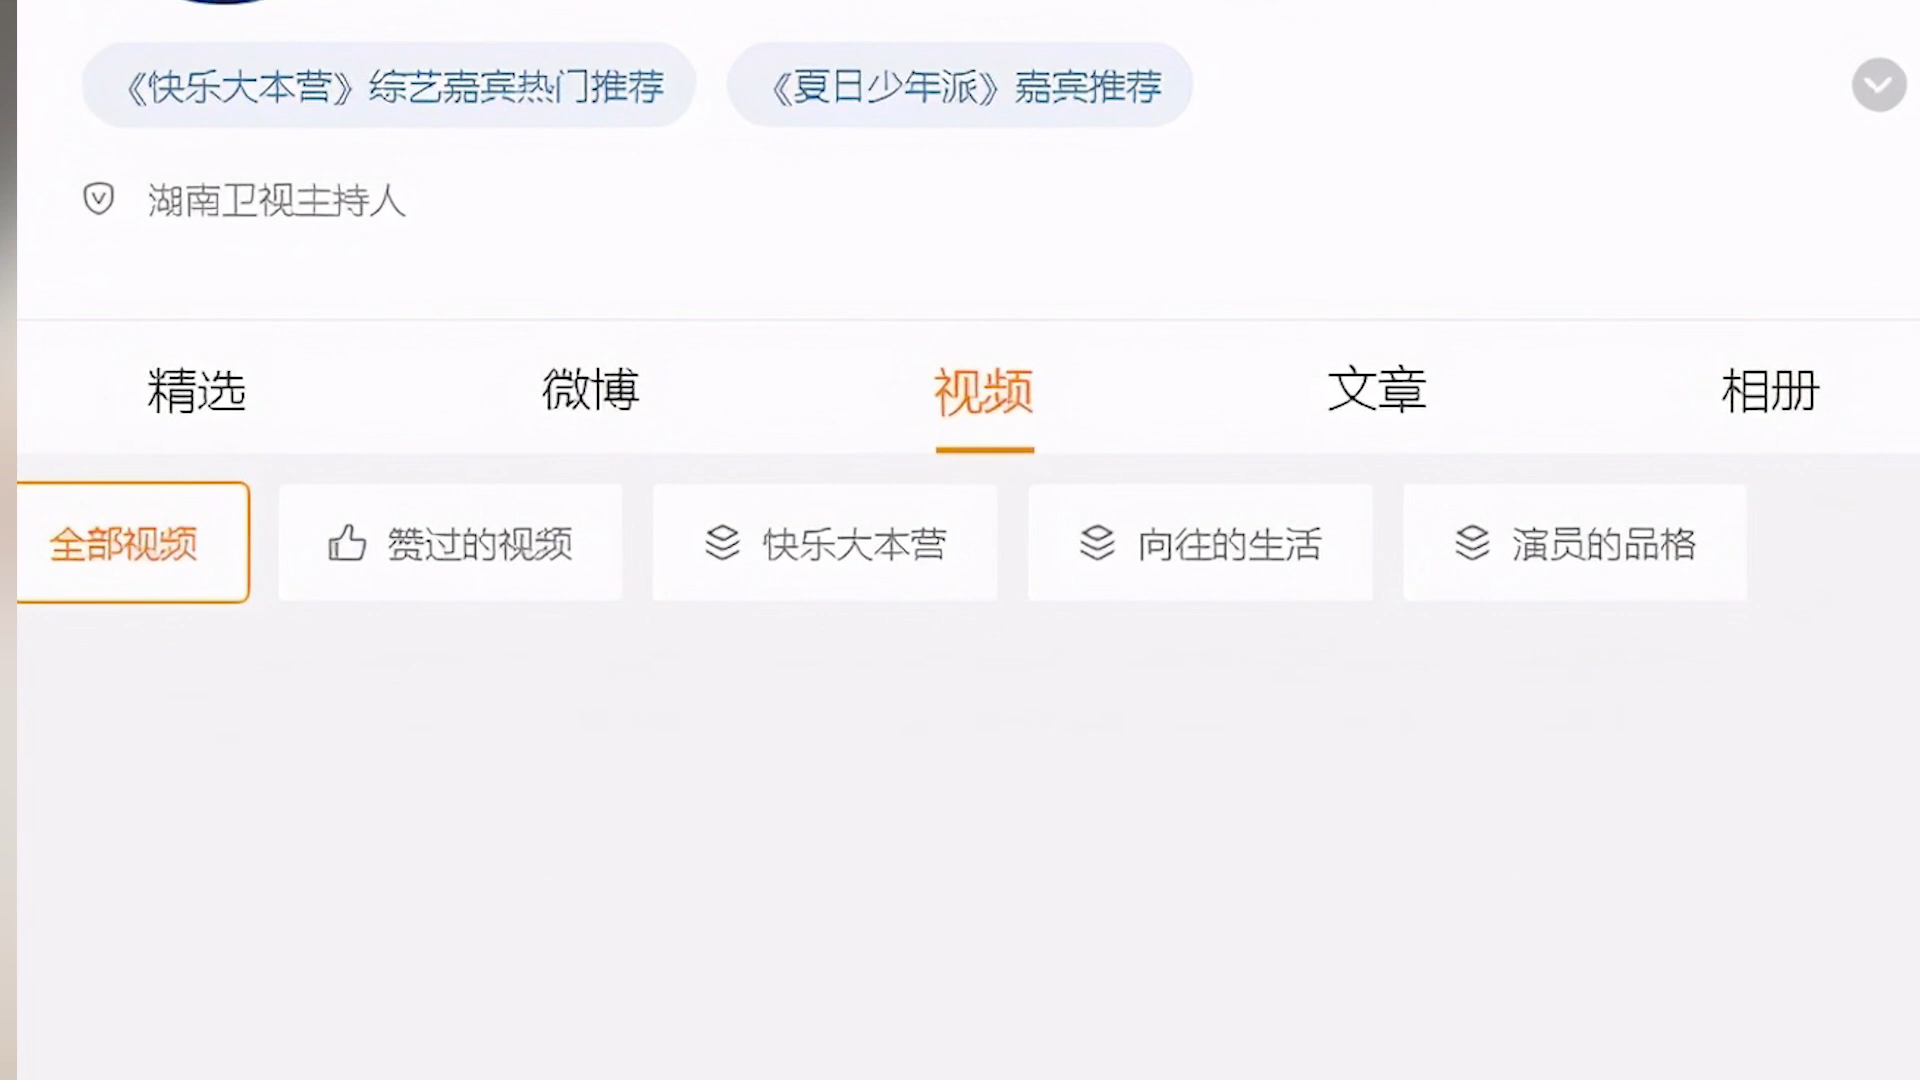 《快乐大本营》综艺嘉宾热门推荐 《夏日少年派》嘉宾推荐
湖南卫视主持人
精选 微博 视频 文章 相册
全部视频 赞过的视频 快乐大本营 向往的生活 演员的品格